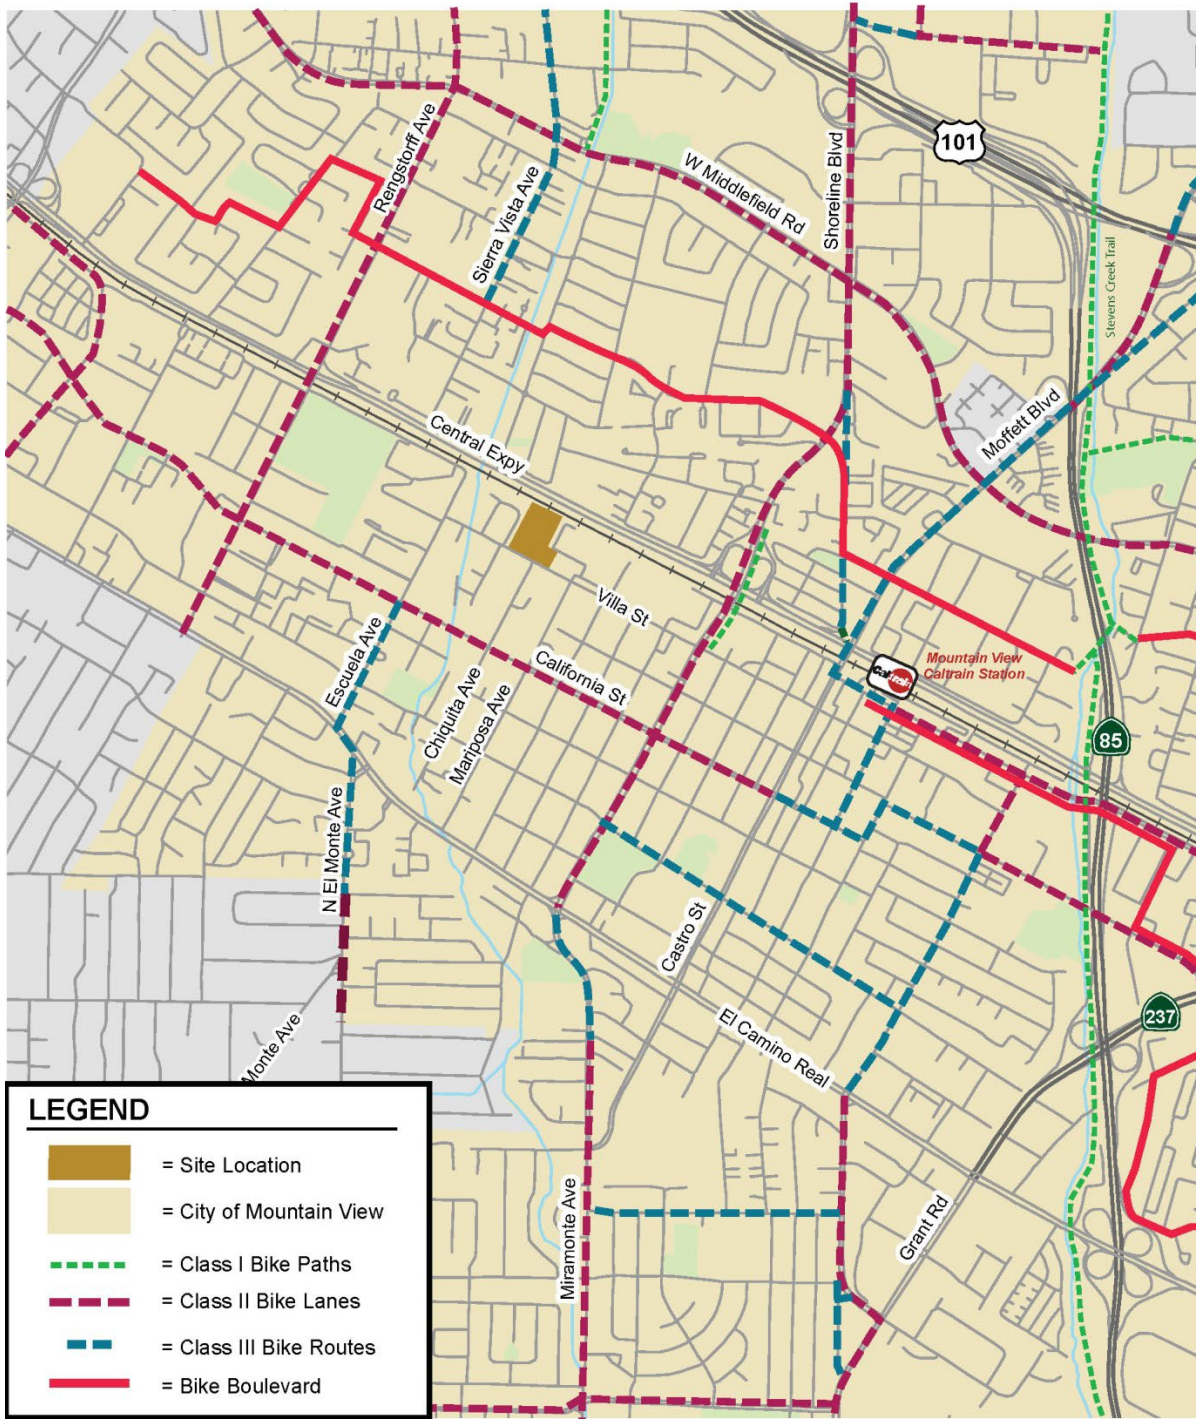 101
Rengstorff Ave
Sierra Vista Ave
W Middlefield Rd
Shoreline Blvd
Stevens Creek Trail
Moffett Blvd
Central Expy
Villa St
Escuela Ave
California St
Chiquita Ave
Mariposa Ave
Caltrain
Mountain View
Caltrain Station
85
N El Monte Ave
Castro St
El Camino Real
237
Monte Ave
Miramonte Ave
Grant Rd
LEGEND
= Site Location
= City of Mountain View
= Class I Bike Paths
= Class II Bike Lanes
= Class III Bike Routes
= Bike Boulevard